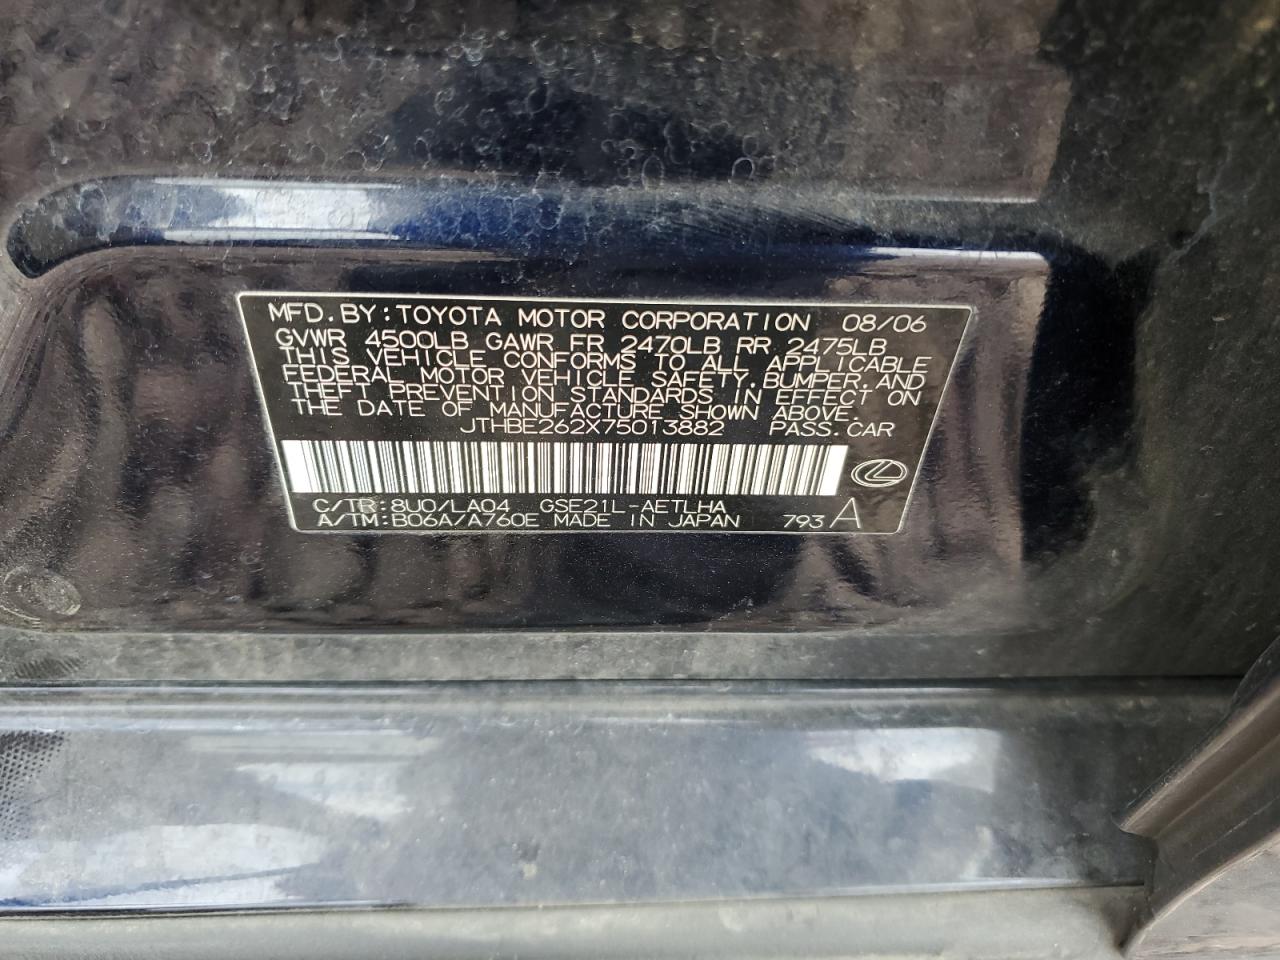 MFD. BY: TOYOTA MOTOR CORPORATION 08/06
GVWR 4500LB GAWR FR 2470LB RR 2475LB
THIS VEHICLE CONFORMS TO ALL APPLICABLE
FEDERAL MOTOR VEHICLE SAFETY, BUMPER, AND
THEFT PREVENTION STANDARDS IN EFFECT ON
THE DATE OF MANUFACTURE SHOWN ABOVE.
JTHBE262X75013882 PASS. CAR
C/TR: 8U0/LA04 GSE21L-AETLHA
A/TM: B06A/A760E MADE IN JAPAN 793 A